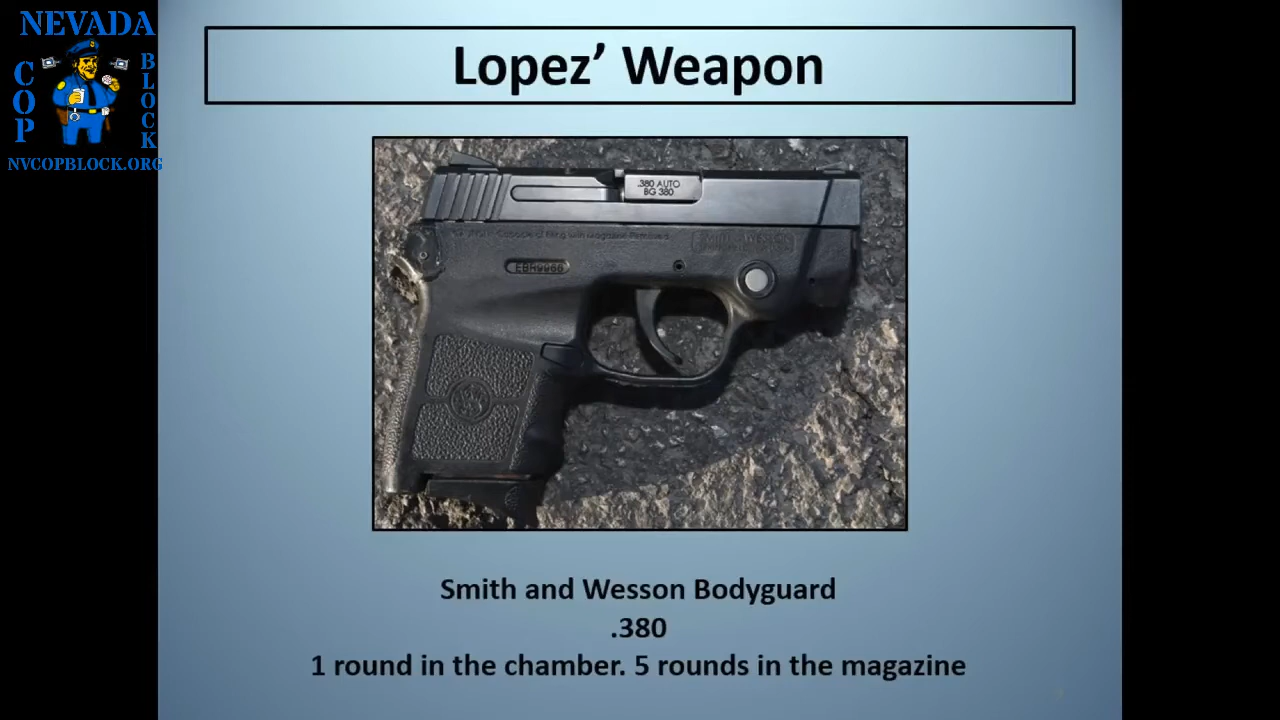 NEVADA
COP
BLOCK
NVCOPBLOCK.ORG
Lopez’ Weapon
.380 AUTO
BG 380
Smith and Wesson Bodyguard
.380
1 round in the chamber. 5 rounds in the magazine